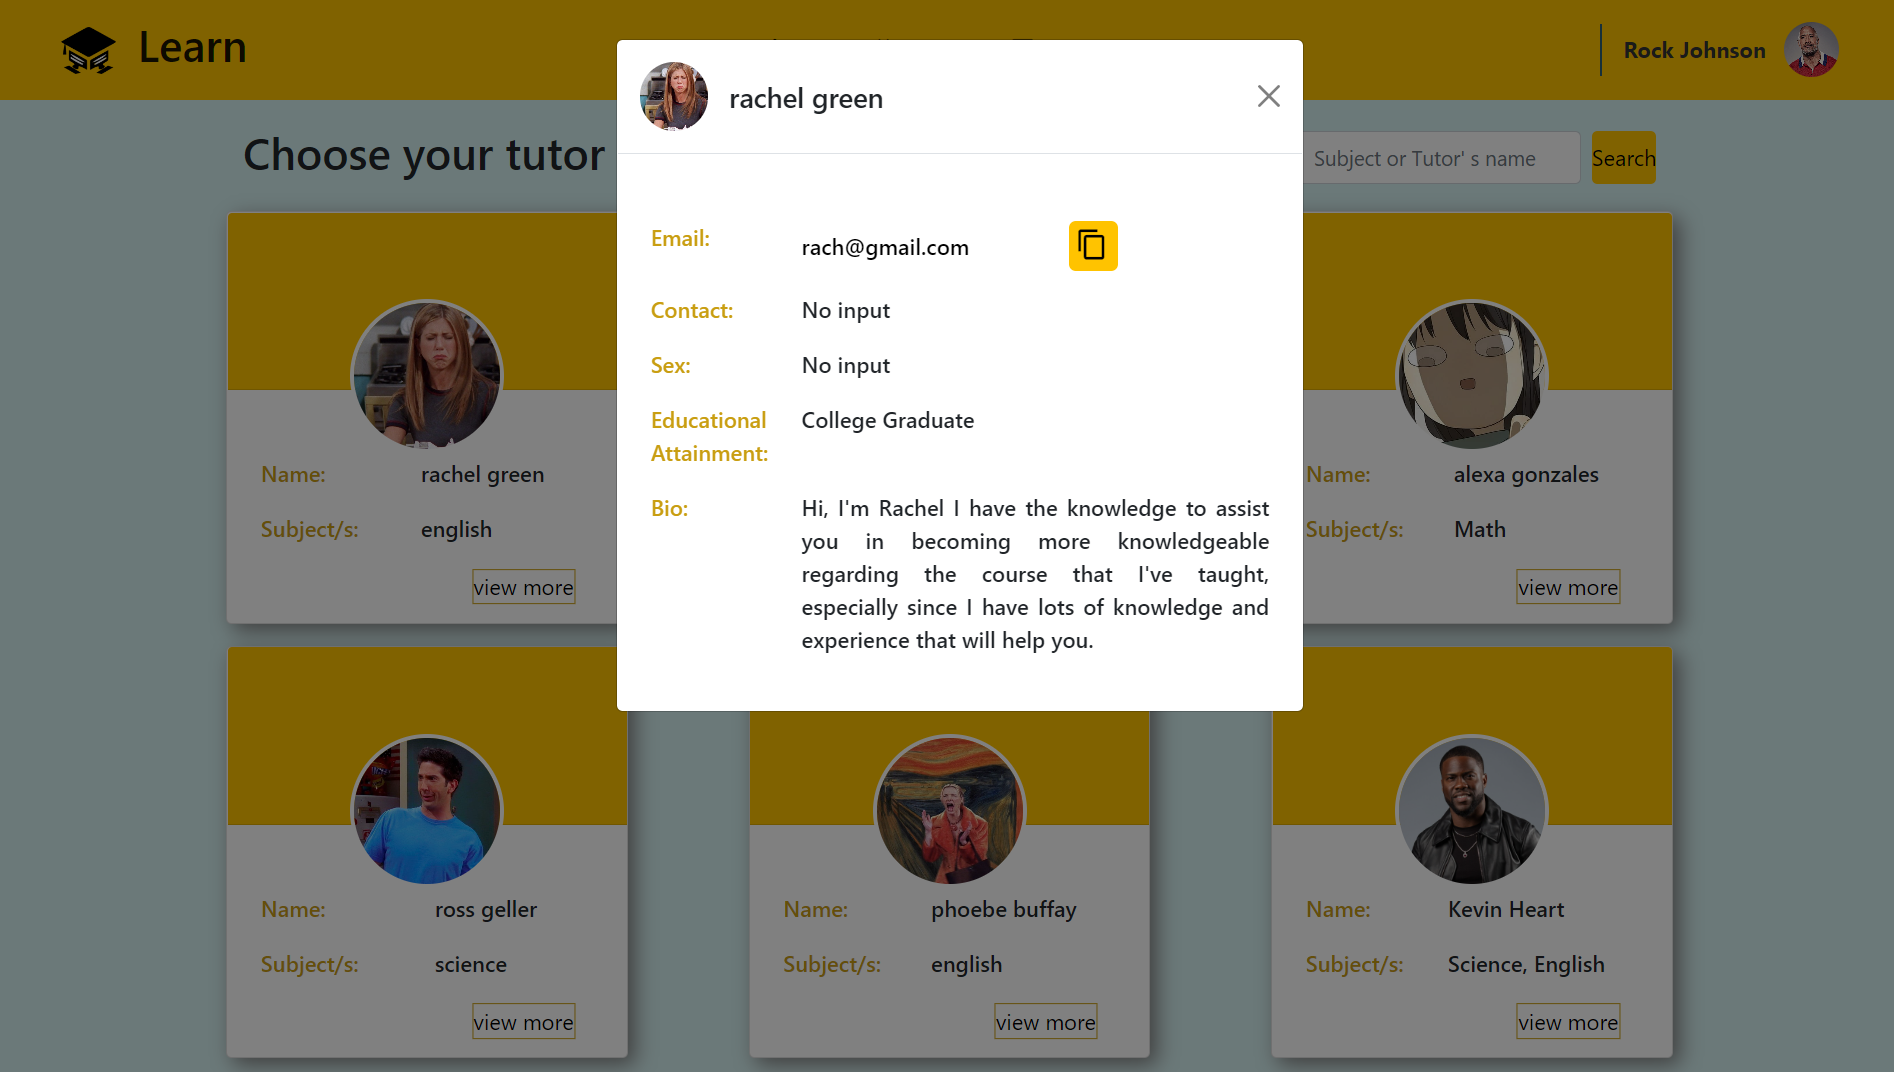 Learn
Rock Johnson
rachel green
Choose your tutor
Subject or Tutor' s name
Search
Email:
rach@gmail.com
Contact:
No input
Sex:
No input
Educational
Attainment:
College Graduate
Bio:
Hi, I'm Rachel I have the knowledge to assist
you in becoming more knowledgeable
regarding the course that I've taught,
especially since I have lots of knowledge and
experience that will help you.
Name:
rachel green
Subject/s:
english
view more
Name:
alexa gonzales
Subject/s:
Math
view more
Name:
ross geller
Subject/s:
science
view more
Name:
phoebe buffay
Subject/s:
english
view more
Name:
Kevin Heart
Subject/s:
Science, English
view more